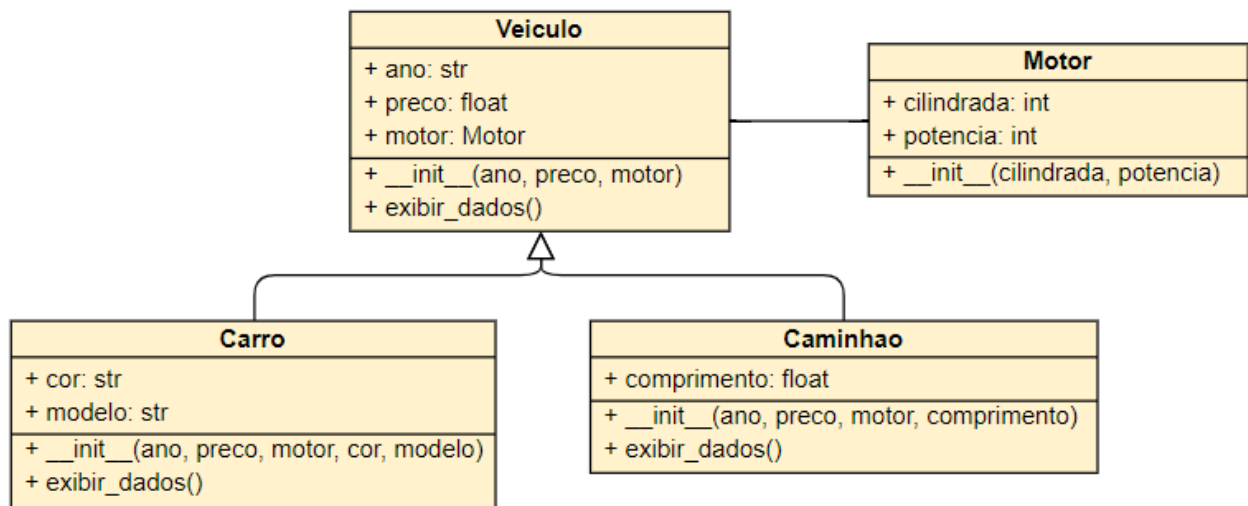 Veiculo
+ ano: str
+ preco: float
+ motor: Motor
+ __init__(ano, preco, motor)
+ exibir_dados()
Motor
+ cilindrada: int
+ potencia: int
+ __init__(cilindrada, potencia)
Carro
+ cor: str
+ modelo: str
+ __init__(ano, preco, motor, cor, modelo)
+ exibir_dados()
Caminhao
+ comprimento: float
+ __init__(ano, preco, motor, comprimento)
+ exibir_dados()